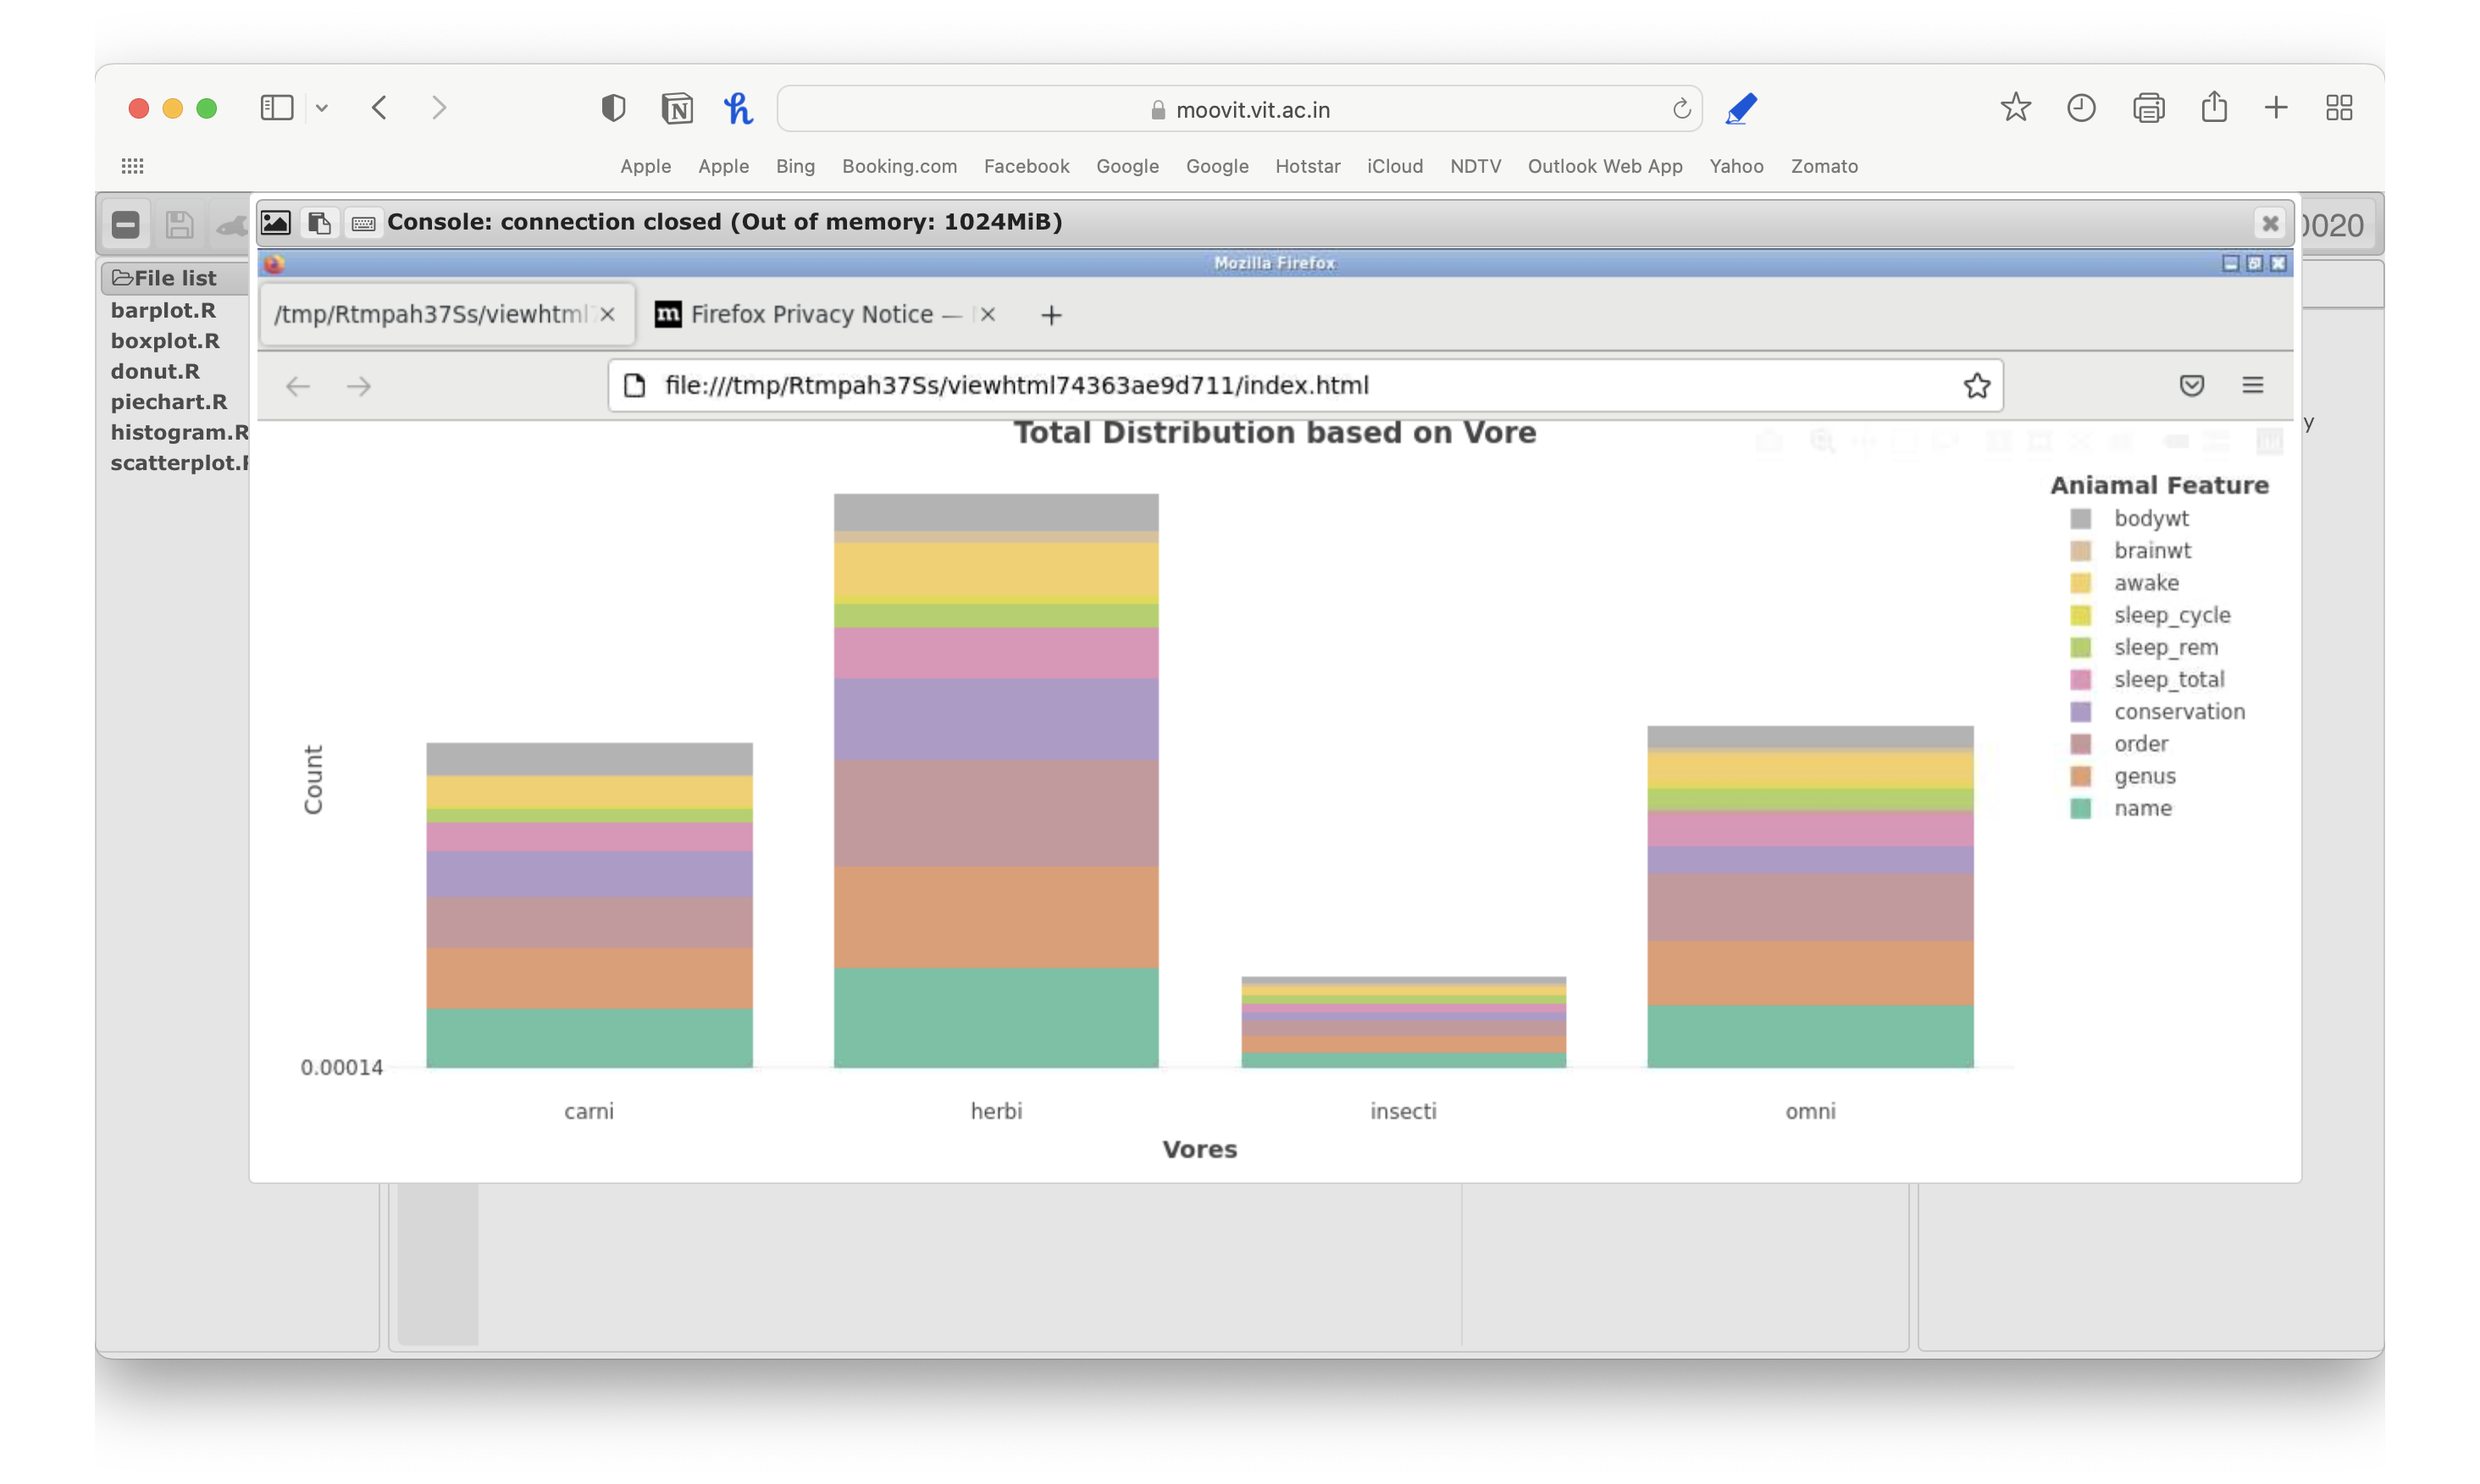 moovit.vit.ac.in
Apple Apple Bing Booking.com Facebook Google Google Hotstar iCloud NDTV Outlook Web App Yahoo Zomato
Console: connection closed (Out of memory: 1024MiB)
0020
Mozilla Firefox
File list
barplot.R
boxplot.R
donut.R
piechart.R
histogram.R
scatterplot.
/tmp/Rtmpah37Ss/viewhtml
Firefox Privacy Notice —
file:///tmp/Rtmpah37Ss/viewhtml74363ae9d711/index.html
y
Total Distribution based on Vore
Aniamal Feature
bodywt
brainwt
awake
sleep_cycle
sleep_rem
sleep_total
conservation
order
genus
name
Count
0.00014
carni herbi insecti omni
Vores